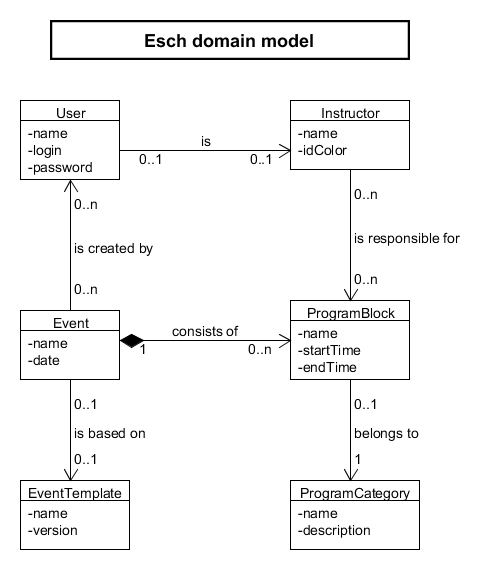 Esch domain model
User
-name
-login
-password
is
0..1
0..1
Instructor
-name
-idColor
0..n
is created by
0..n
0..n
is responsible for
0..n
Event
-name
-date
consists of
1
0..n
ProgramBlock
-name
-startTime
-endTime
0..1
is based on
0..1
0..1
belongs to
1
EventTemplate
-name
-version
ProgramCategory
-name
-description